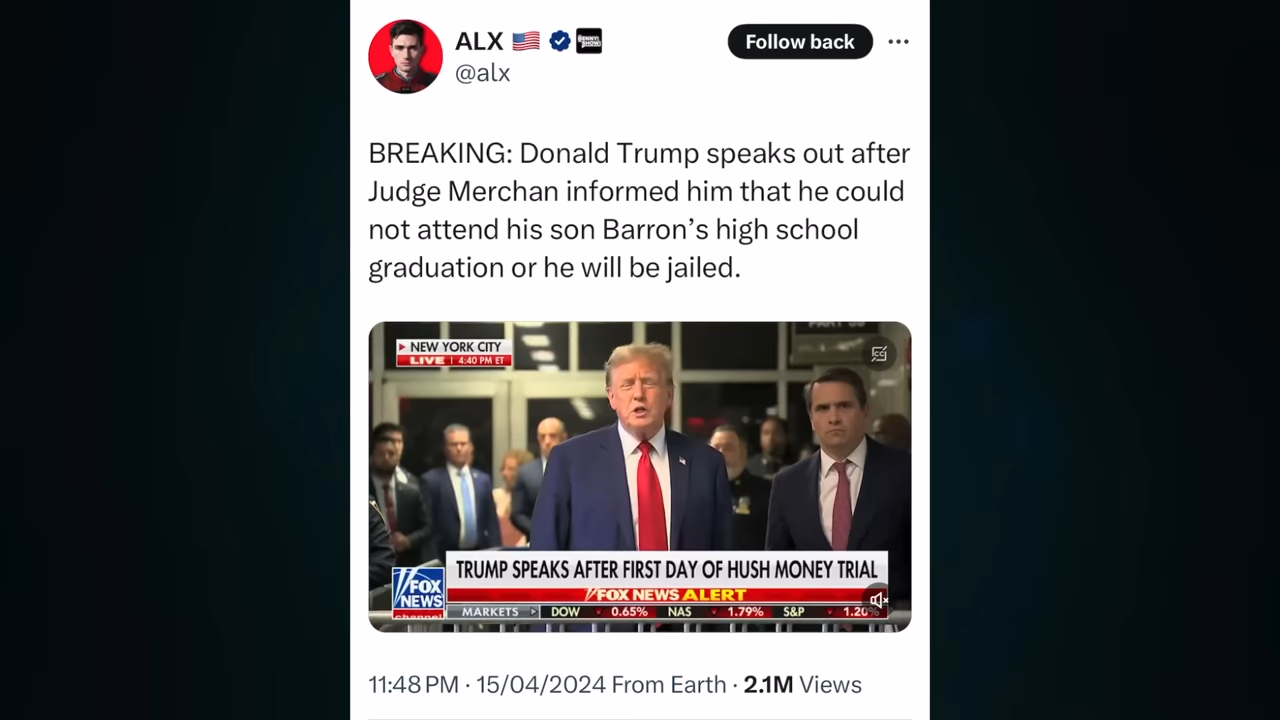 ALX 🇺🇸
Follow back
@alx
BREAKING: Donald Trump speaks out after
Judge Merchan informed him that he could
not attend his son Barron’s high school
graduation or he will be jailed.
NEW YORK CITY
LIVE | 4:40 PM ET
TRUMP SPEAKS AFTER FIRST DAY OF HUSH MONEY TRIAL
FOX NEWS ALERT
FOX NEWS channel
MARKETS DOW 0.65% NAS 1.79% S&P 1.20%
11:48 PM · 15/04/2024 From Earth · 2.1M Views